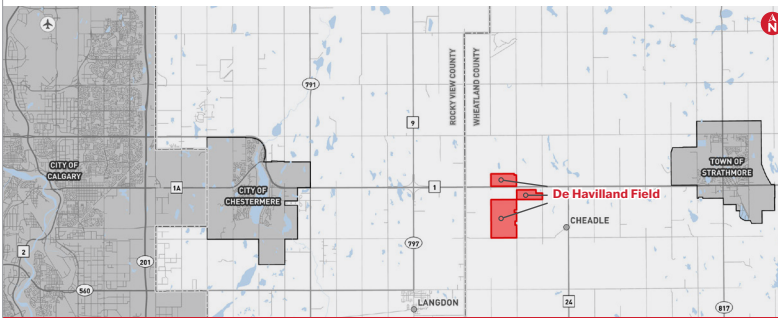 N
791
ROCKY VIEW COUNTY
WHEATLAND COUNTY
9
CITY OF
CALGARY
TOWN OF
STRATHMORE
1A
CITY OF
CHESTERMERE
1
De Havilland Field
CHEADLE
2
797
201
560
LANGDON
24
817